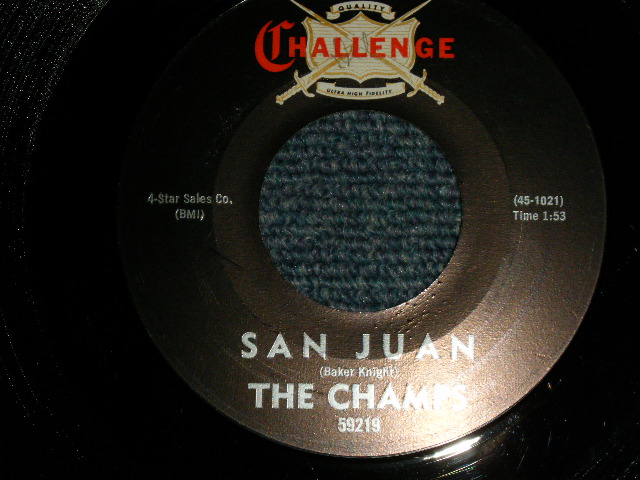 QUALITY
CHALLENGE
ULTRA HIGH FIDELITY
4-Star Sales Co.
(BMI)
(45-1021)
Time 1:53
SAN JUAN
(Baker Knight)
THE CHAMPS
59219